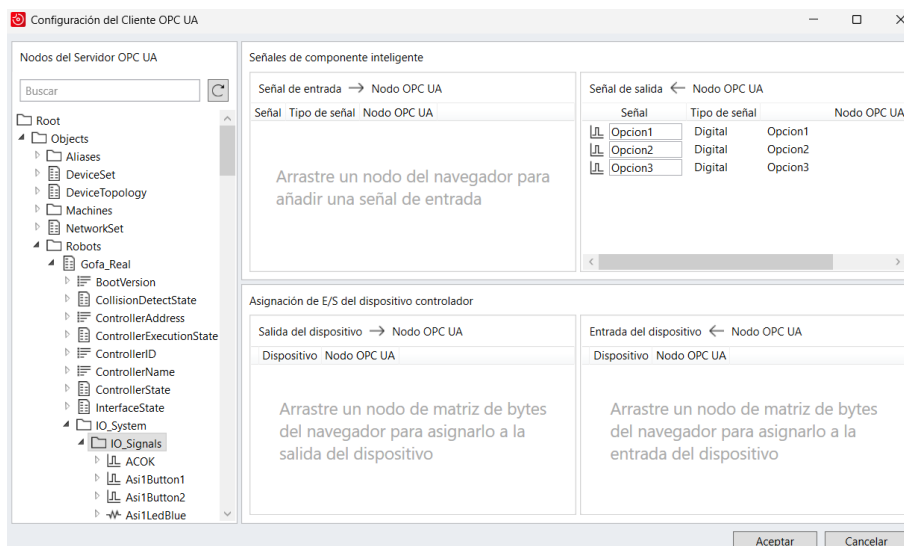 Configuración del Cliente OPC UA
Nodos del Servidor OPC UA
Buscar
Root
Objects
Aliases
DeviceSet
DeviceTopology
Machines
NetworkSet
Robots
Gofa_Real
BootVersion
CollisionDetectState
ControllerAddress
ControllerExecutionState
ControllerID
ControllerName
ControllerState
InterfaceState
IO_System
IO_Signals
ACOK
Asi1Button1
Asi1Button2
Asi1LedBlue
Señales de componente inteligente
Señal de entrada → Nodo OPC UA
Señal Tipo de señal Nodo OPC UA
Arrastre un nodo del navegador para
añadir una señal de entrada
Señal de salida ← Nodo OPC UA
Señal Tipo de señal Nodo OPC UA
Opcion1 Digital Opcion1
Opcion2 Digital Opcion2
Opcion3 Digital Opcion3
Asignación de E/S del dispositivo controlador
Salida del dispositivo → Nodo OPC UA
Dispositivo Nodo OPC UA
Arrastre un nodo de matriz de bytes
del navegador para asignarlo a la
salida del dispositivo
Entrada del dispositivo ← Nodo OPC UA
Dispositivo Nodo OPC UA
Arrastre un nodo de matriz de bytes
del navegador para asignarlo a la
entrada del dispositivo
Aceptar Cancelar